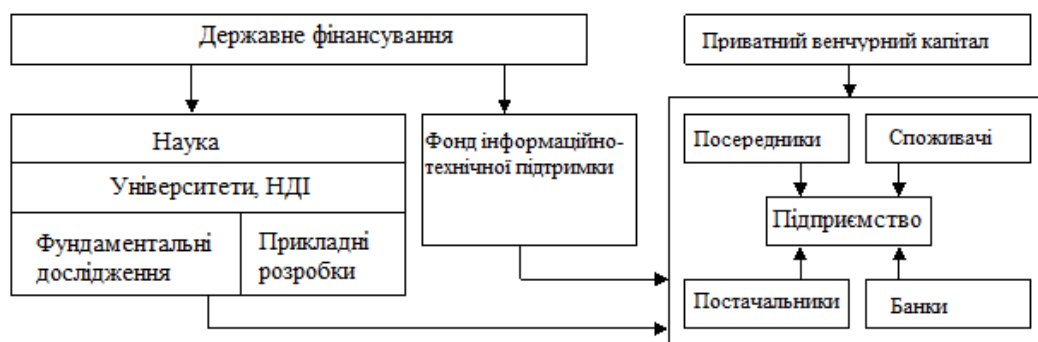 Державне фінансування
Приватний венчурний капітал
Наука
Університети, НДІ
Фундаментальні
дослідження
Прикладні
розробки
Фонд інформаційно-
технічної підтримки
Посередники
Споживачі
Підприємство
Постачальники
Банки